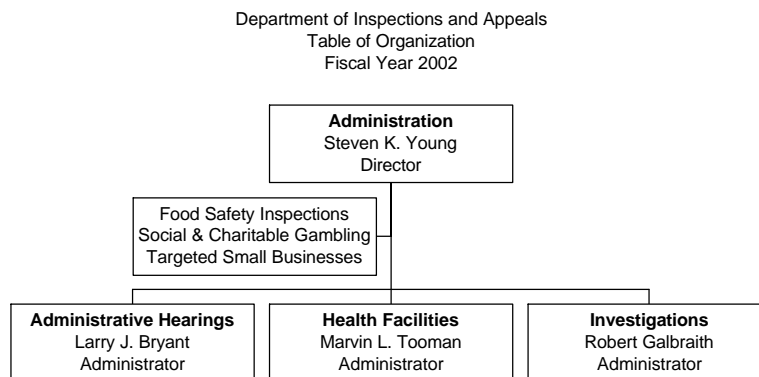 Department of Inspections and Appeals
Table of Organization
Fiscal Year 2002
Administration
Steven K. Young
Director
Food Safety Inspections
Social & Charitable Gambling
Targeted Small Businesses
Administrative Hearings
Larry J. Bryant
Administrator
Health Facilities
Marvin L. Tooman
Administrator
Investigations
Robert Galbraith
Administrator